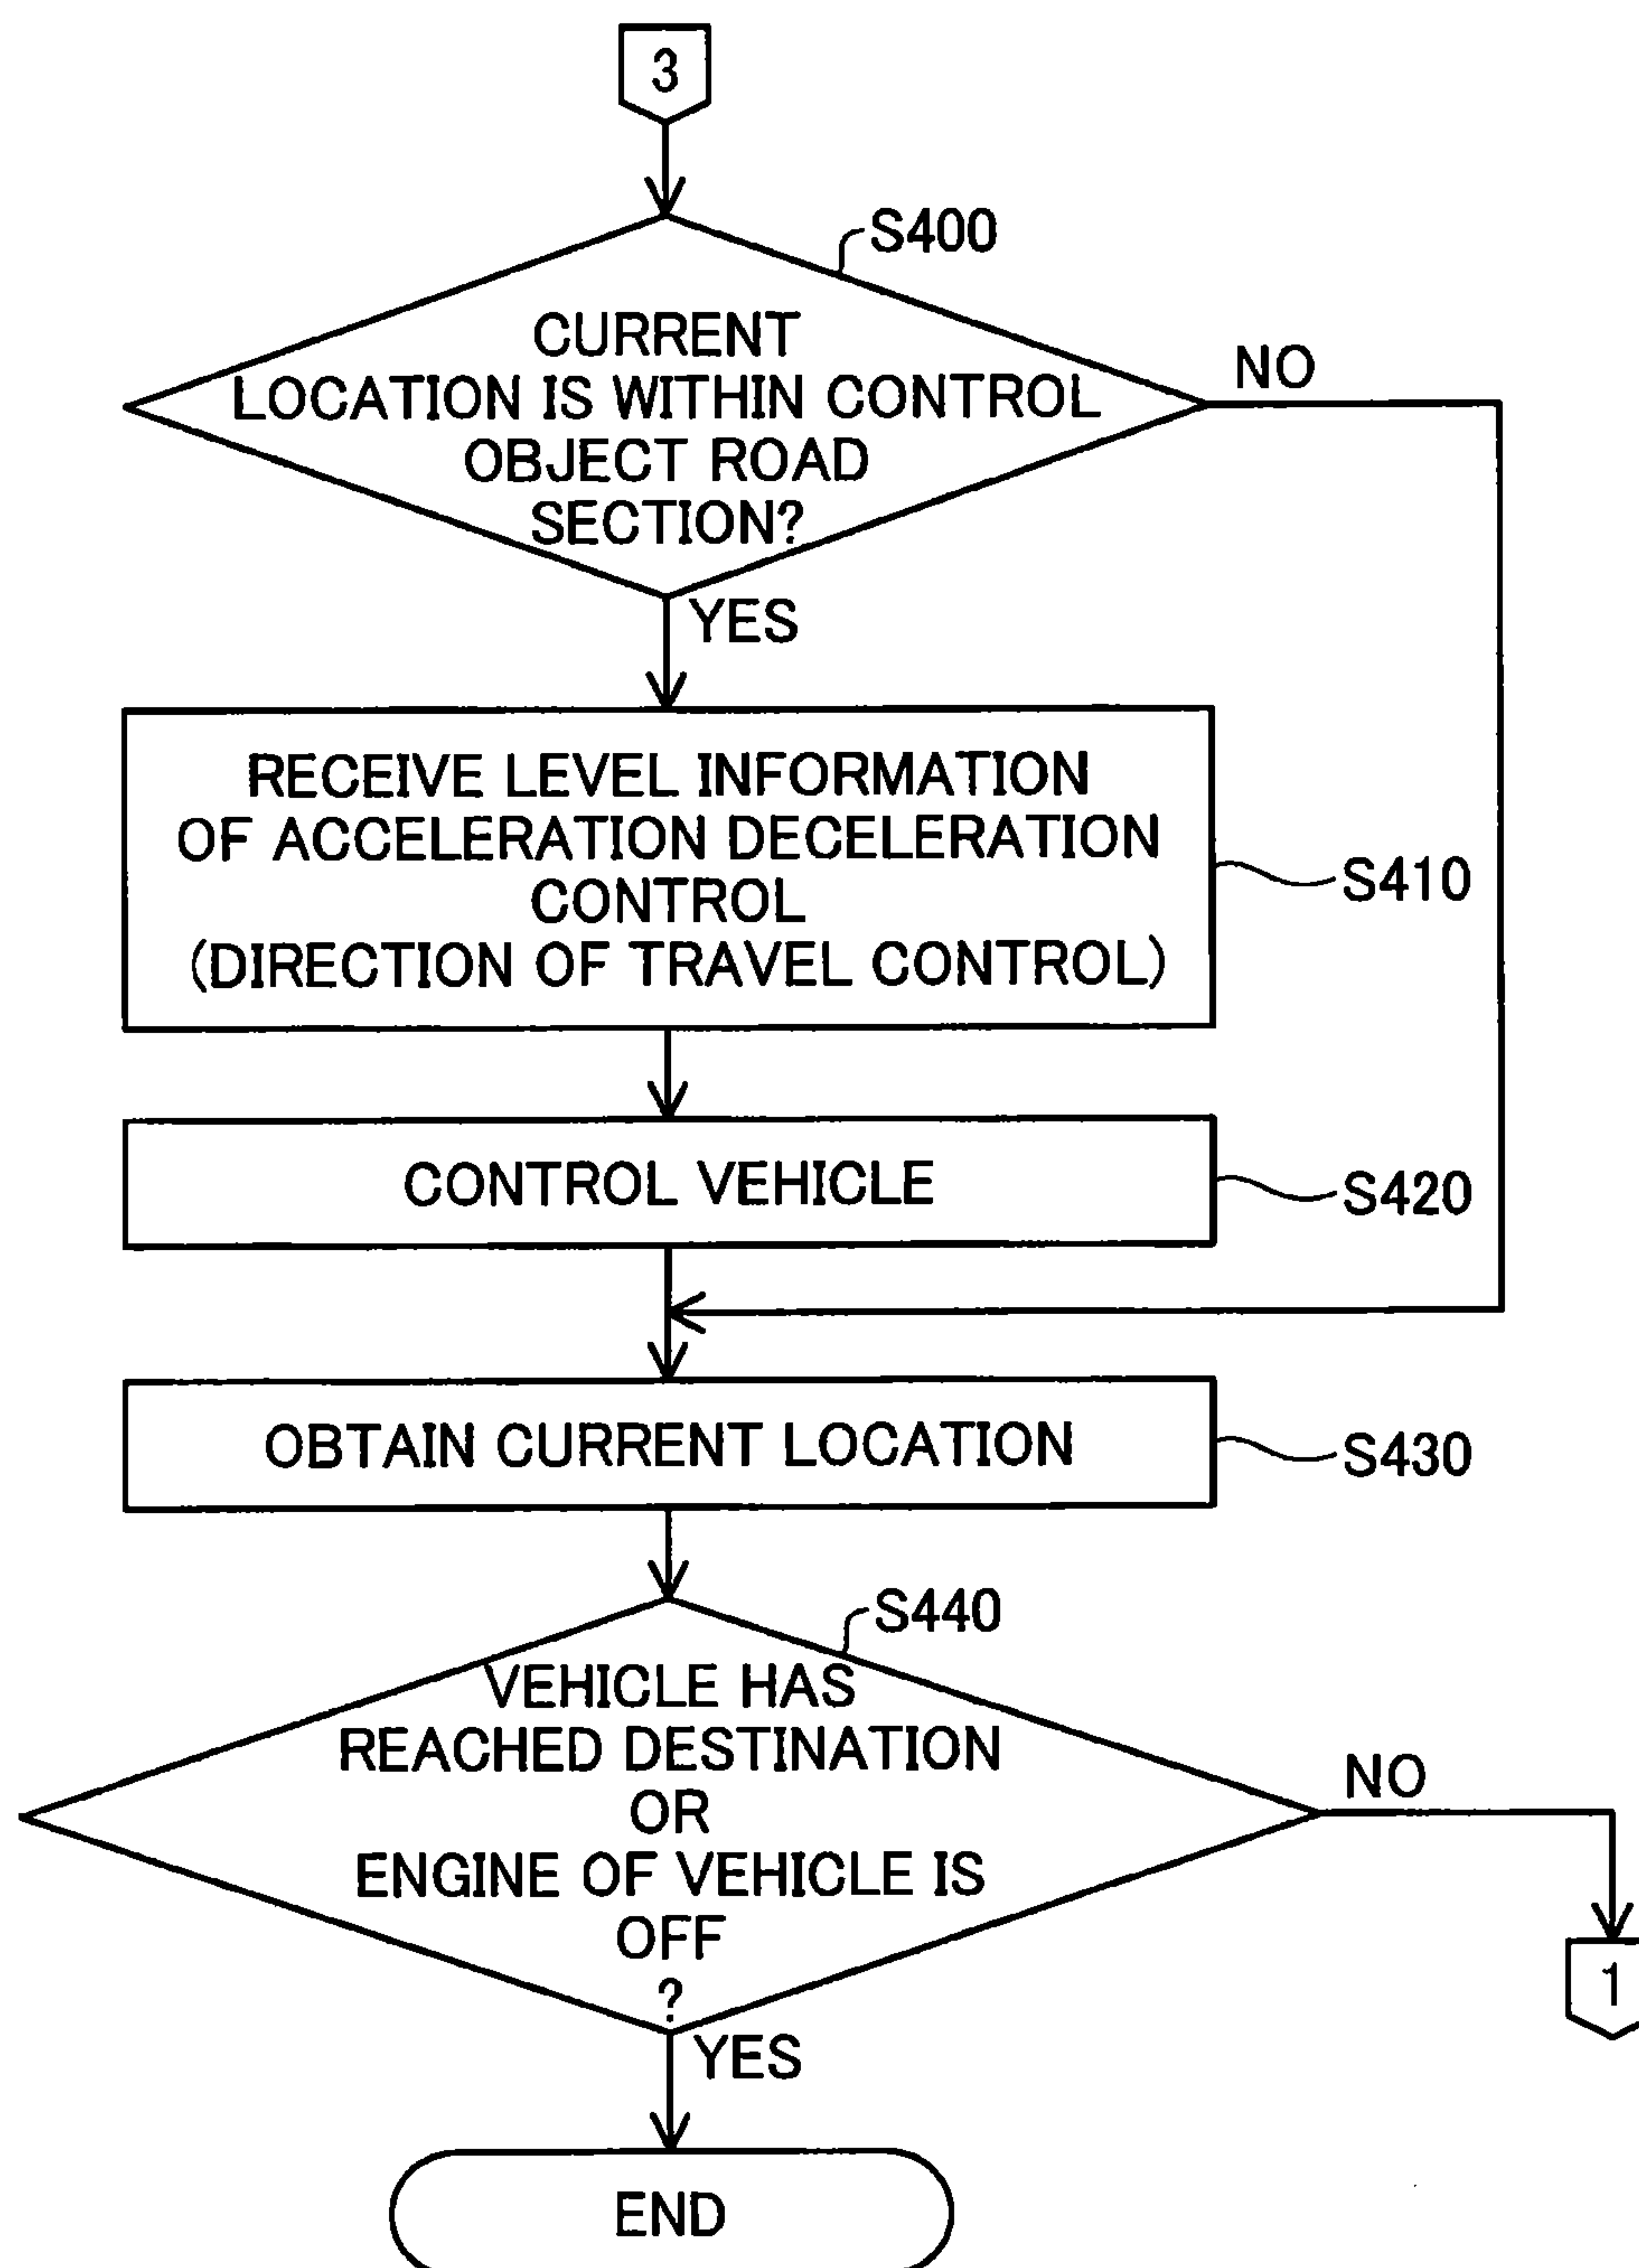 3
S400
CURRENT
LOCATION IS WITHIN CONTROL
OBJECT ROAD
SECTION?
NO
YES
RECEIVE LEVEL INFORMATION
OF ACCELERATION DECELERATION
CONTROL
(DIRECTION OF TRAVEL CONTROL)
S410
CONTROL VEHICLE
S420
OBTAIN CURRENT LOCATION
S430
S440
VEHICLE HAS
REACHED DESTINATION
OR
ENGINE OF VEHICLE IS
OFF
?
NO
1
YES
END